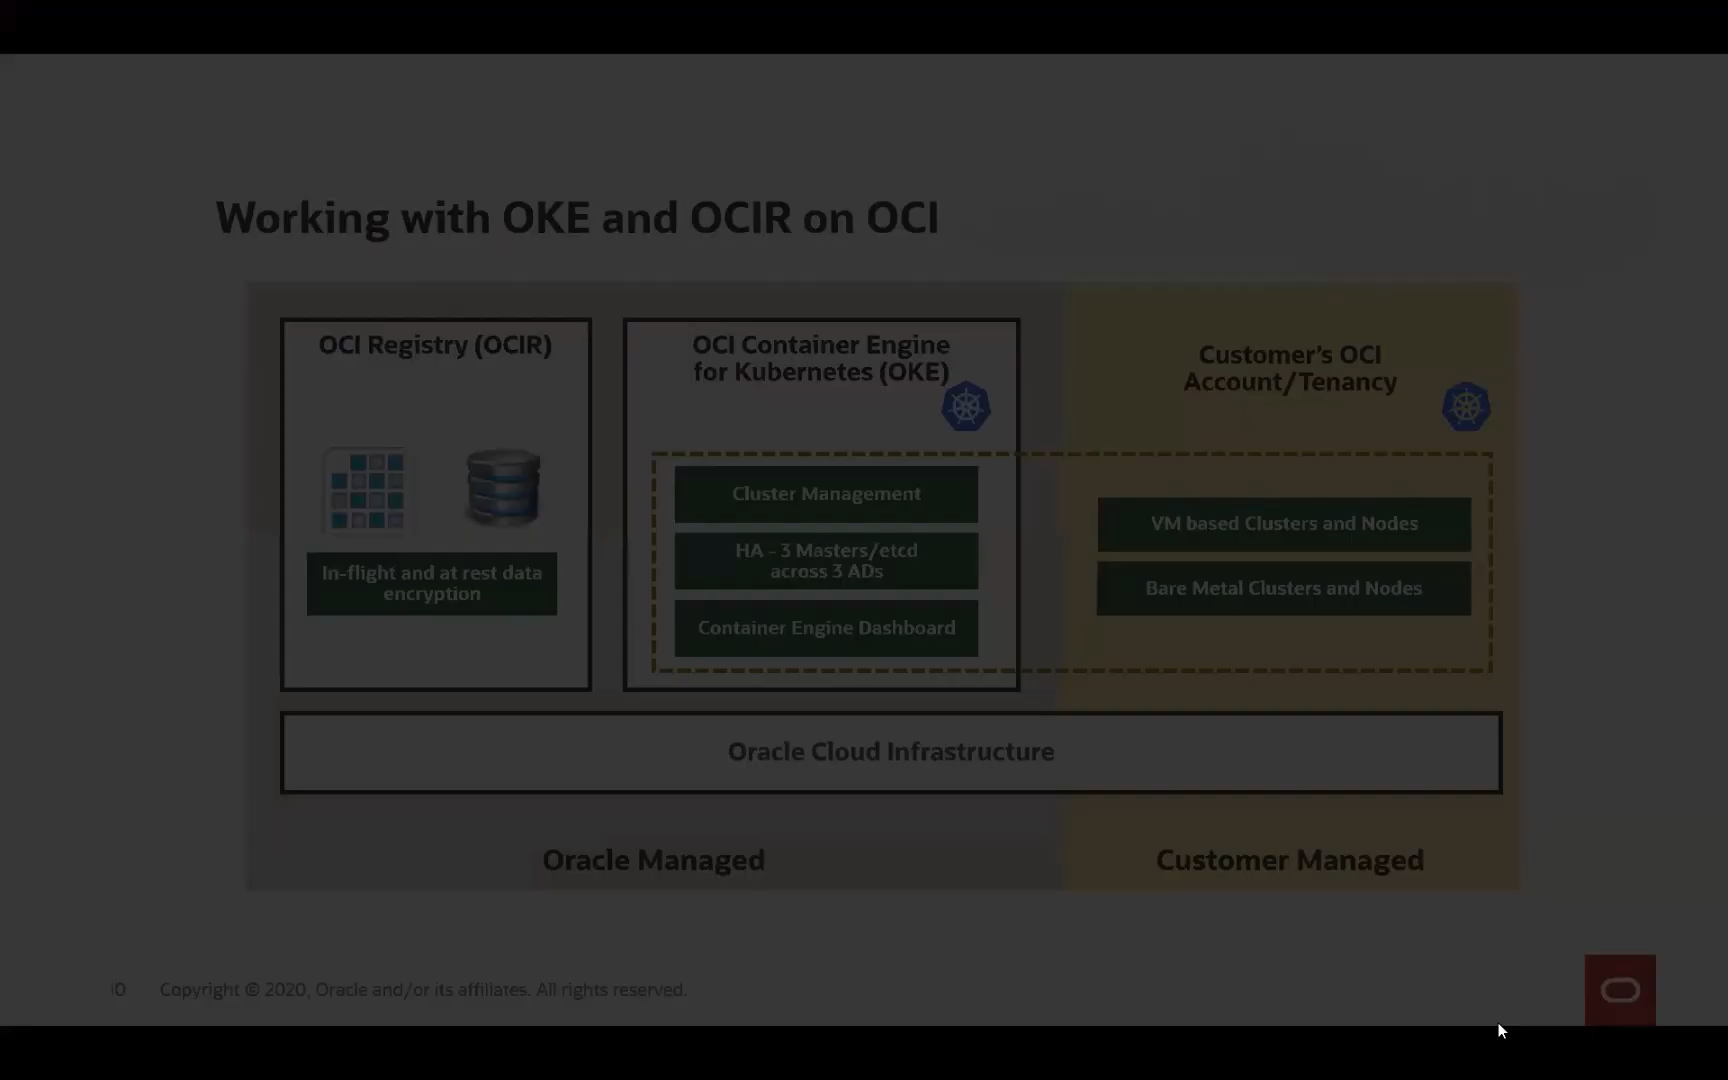 Working with OKE and OCIR on OCI
OCI Registry (OCIR)
In-flight and at rest data
encryption
OCI Container Engine
for Kubernetes (OKE)
Cluster Management
HA - 3 Masters/etcd
across 3 ADs
Container Engine Dashboard
Customer's OCI
Account/Tenancy
VM based Clusters and Nodes
Bare Metal Clusters and Nodes
Oracle Cloud Infrastructure
Oracle Managed
Customer Managed
Copyright © 2020, Oracle and/or its affiliates. All rights reserved.